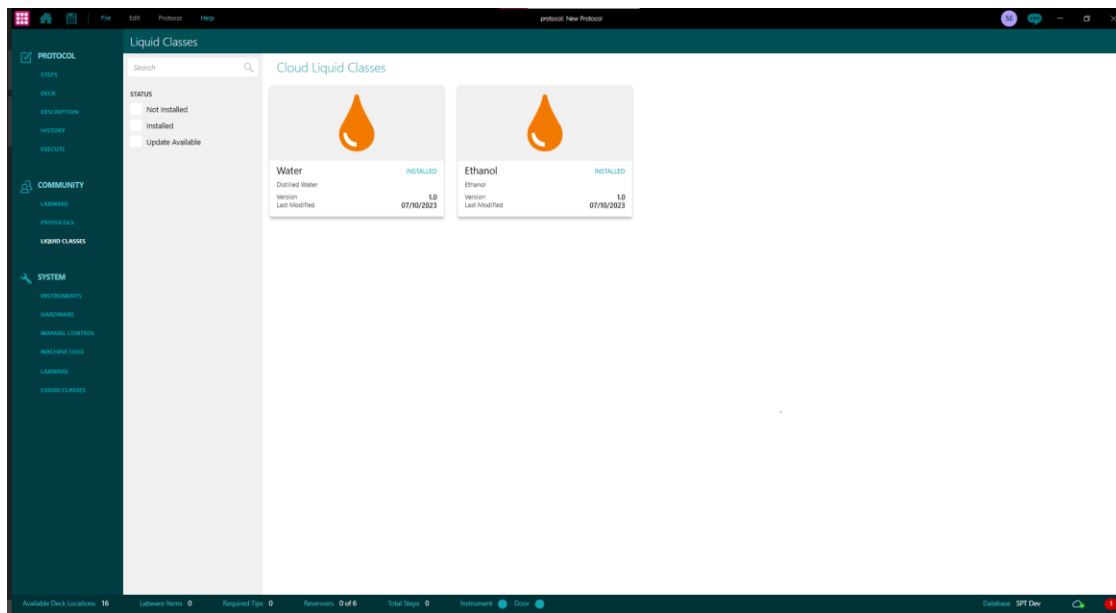 File Edit Protocol Help protocol: New Protocol SE
Liquid Classes
PROTOCOL
STEPS
DECK
DESCRIPTION
HISTORY
EXECUTE
COMMUNITY
LABWARE
PROTOCOLS
LIQUID CLASSES
SYSTEM
INSTRUMENTS
HARDWARE
MANUAL CONTROL
MACHINE LOGS
LABWARE
LIQUID CLASSES
Search
STATUS
Not Installed
Installed
Update Available
Cloud Liquid Classes
Water INSTALLED
Distilled Water
Version 1.0
Last Modified 07/10/2023
Ethanol INSTALLED
Ethanol
Version 1.0
Last Modified 07/10/2023
Available Deck Locations 16 Labware Items 0 Required Tips 0 Reservoirs 0 of 6 Total Steps 0 Instrument Door Database SPT Dev 1